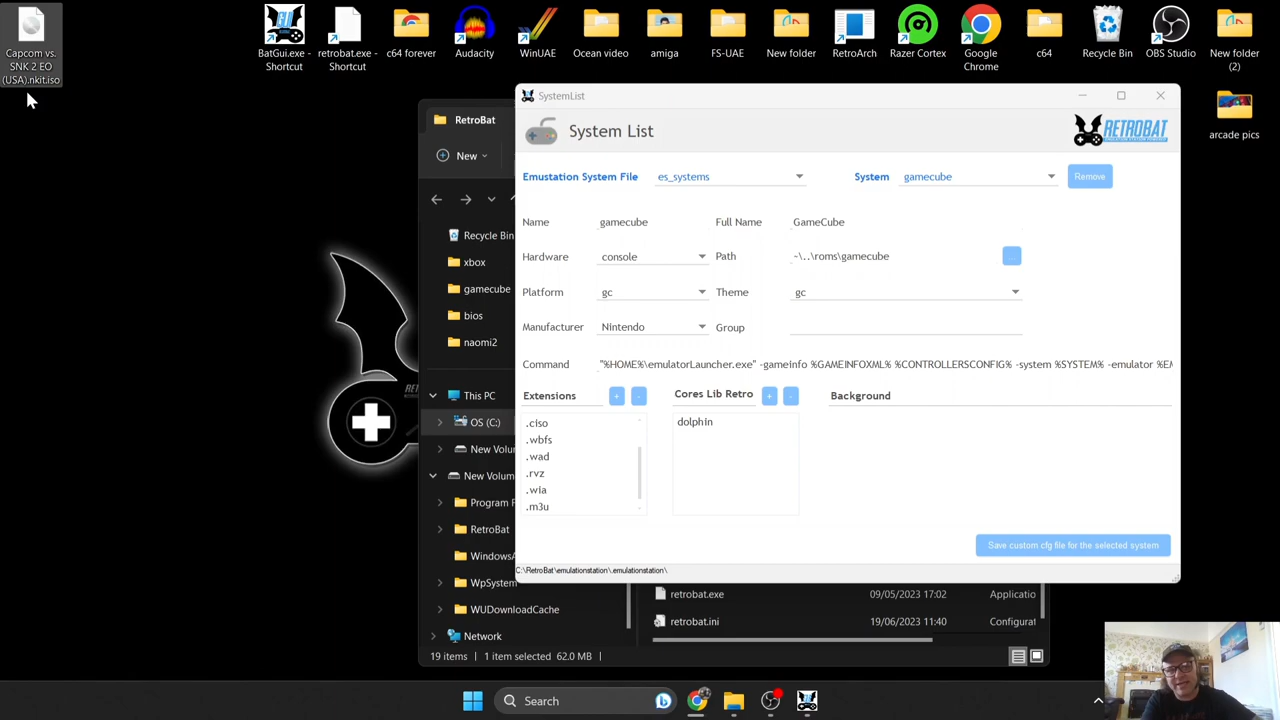 Capcom vs.
SNK 2 EO
(USA).nkit.iso
BatGui.exe -
Shortcut
retrobat.exe -
Shortcut
c64 forever
Audacity
WinUAE
Ocean video
amiga
FS-UAE
New folder
RetroArch
Razer Cortex
Google
Chrome
c64
Recycle Bin
OBS Studio
New folder
(2)
arcade pics
RetroBat
New
Recycle Bin
xbox
gamecube
bios
naomi2
This PC
OS (C:)
New Volum
New Volum
Program F
RetroBat
WindowsA
WpSystem
WUDownloadCache
Network
19 items
1 item selected 62.0 MB
SystemList
System List
RETROBAT
Emustation System File
es_systems
System
gamecube
Remove
Name
gamecube
Full Name
GameCube
Hardware
console
Path
~\..\roms\gamecube
...
Platform
gc
Theme
gc
Manufacturer
Nintendo
Group
Command
"%HOME%\emulatorLauncher.exe" -gameinfo %GAMEINFOXML% %CONTROLLERSCONFIG% -system %SYSTEM% -emulator %EM
Extensions
+
-
Cores Lib Retro
+
-
Background
.ciso
.wbfs
.wad
.rvz
.wia
.m3u
dolphin
Save custom cfg file for the selected system
C:\RetroBat\emulationstation\.emulationstation\
retrobat.exe
09/05/2023 17:02
Applicatio
retrobat.ini
19/06/2023 11:40
Configurat
Search